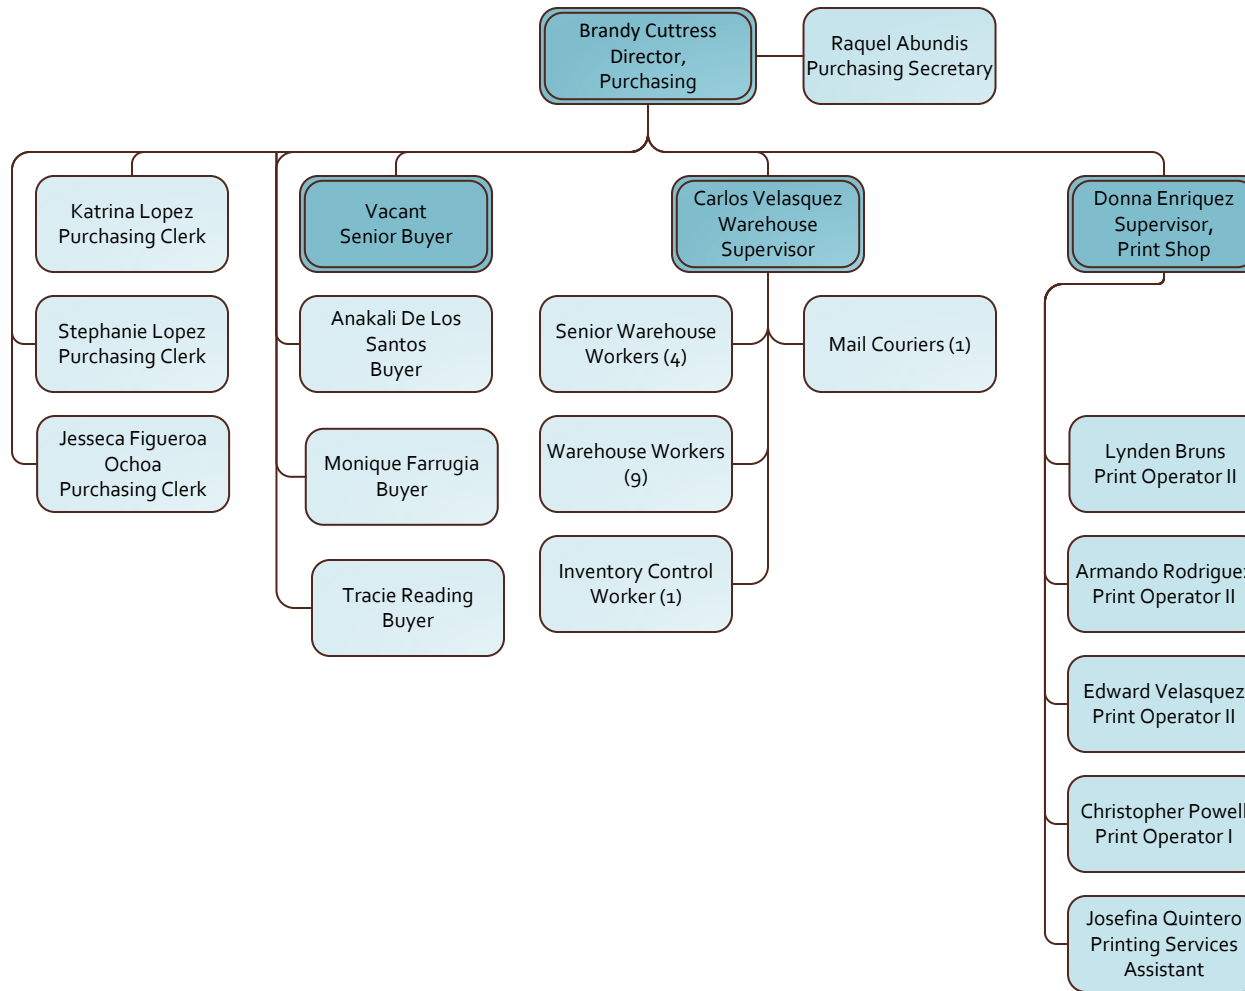 Brandy Cuttress
Director,
Purchasing
Raquel Abundis
Purchasing Secretary
Katrina Lopez
Purchasing Clerk
Stephanie Lopez
Purchasing Clerk
Jesseca Figueroa
Ochoa
Purchasing Clerk
Vacant
Senior Buyer
Anakali De Los
Santos
Buyer
Monique Farrugia
Buyer
Tracie Reading
Buyer
Carlos Velasquez
Warehouse
Supervisor
Senior Warehouse
Workers (4)
Warehouse Workers
(9)
Inventory Control
Worker (1)
Mail Couriers (1)
Donna Enriquez
Supervisor,
Print Shop
Lynden Bruns
Print Operator II
Armando Rodriguez
Print Operator II
Edward Velasquez
Print Operator II
Christopher Powell
Print Operator I
Josefina Quintero
Printing Services
Assistant